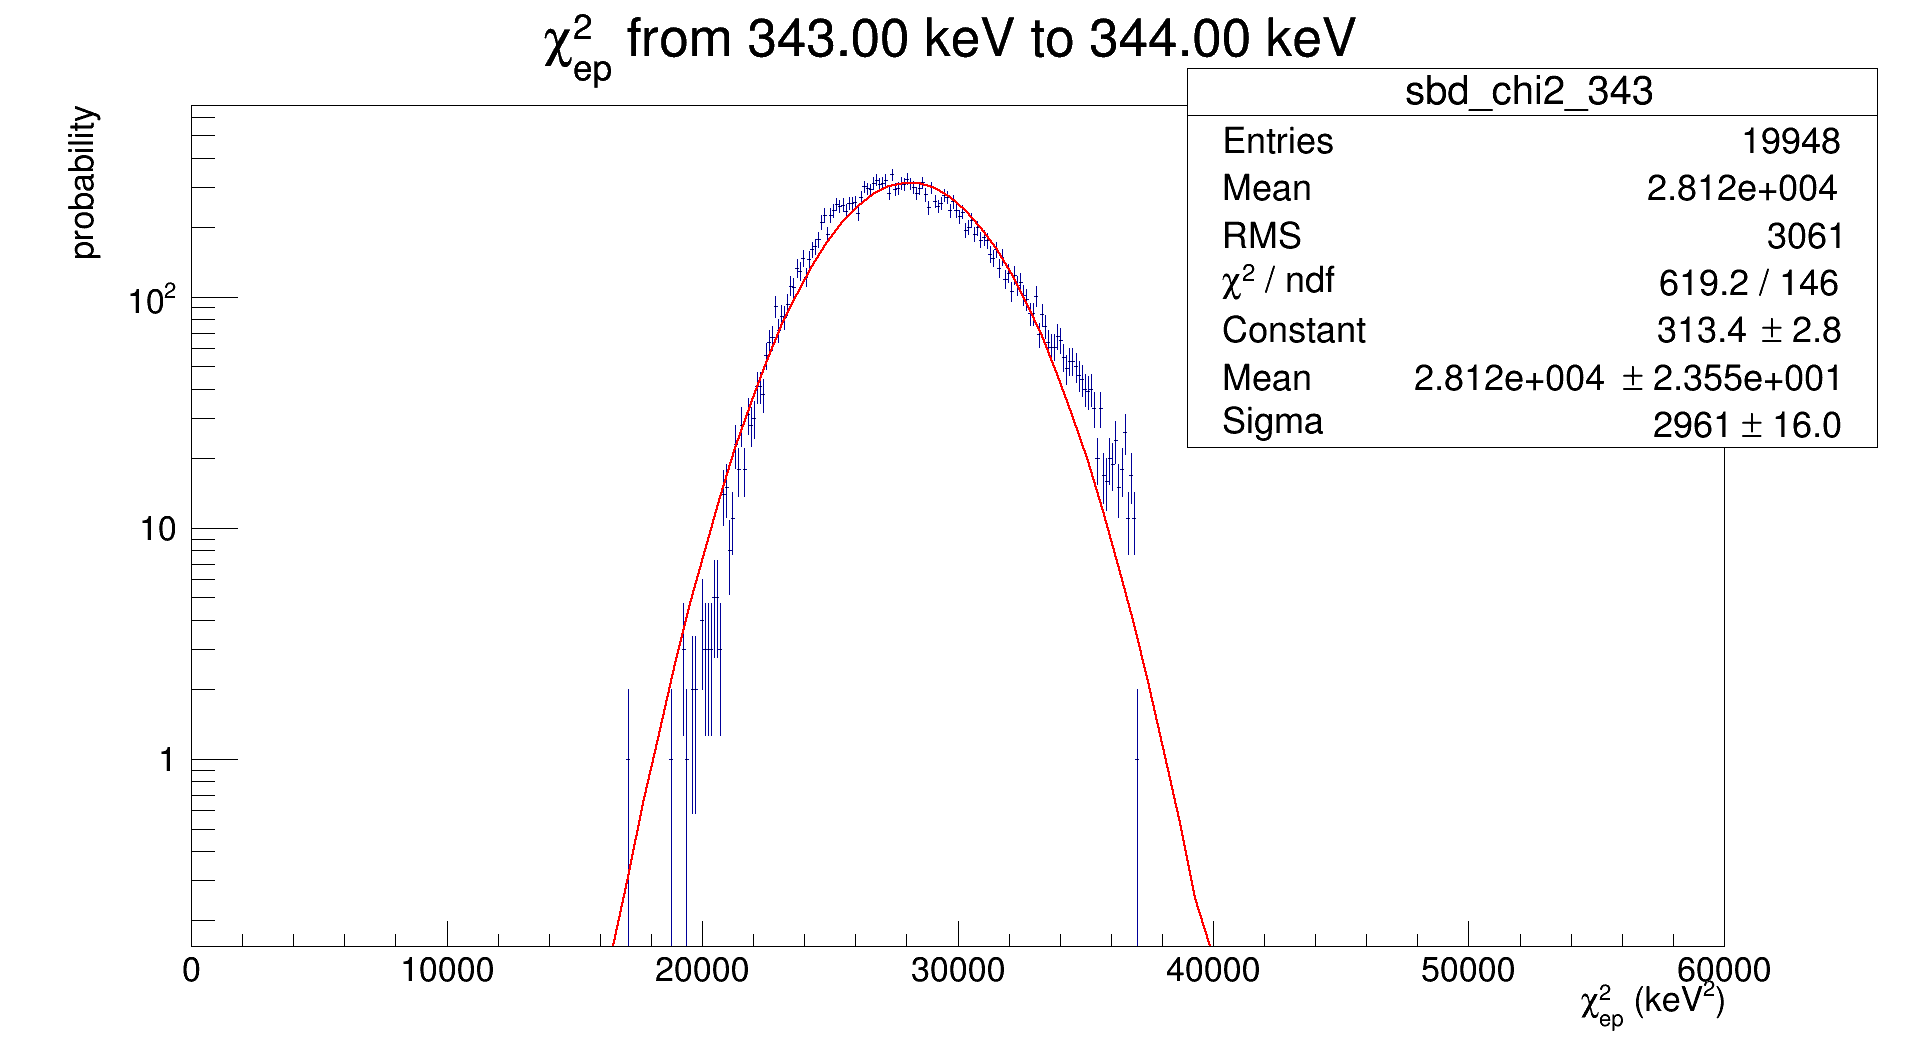 χ²ep from 343.00 keV to 344.00 keV
sbd_chi2_343
Entries 19948
Mean 2.812e+004
RMS 3061
χ² / ndf 619.2 / 146
Constant 313.4 ± 2.8
Mean 2.812e+004 ± 2.355e+001
Sigma 2961 ± 16.0
probability
10²
10
1
0 10000 20000 30000 40000 50000 60000
χ²ep (keV²)